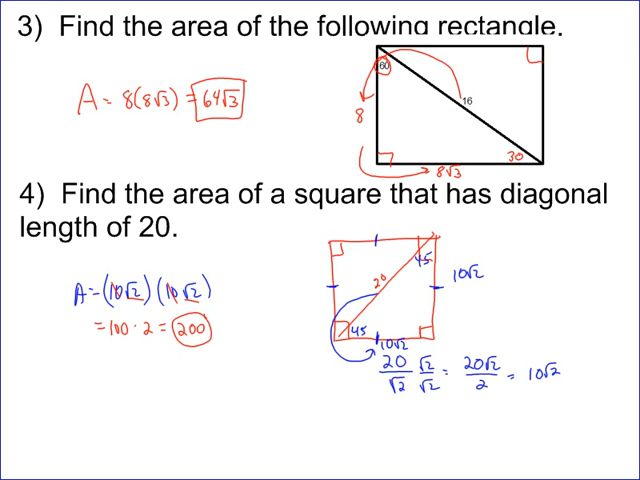 3) Find the area of the following rectangle.
A = 8(8√3) = 64√3
60
16
8
30
8√3
4) Find the area of a square that has diagonal
length of 20.
A = (10√2)(10√2)
= 100 · 2 = 200
45
20
10√2
45
10√2
20/√2 √2/√2 = 20√2/2 = 10√2